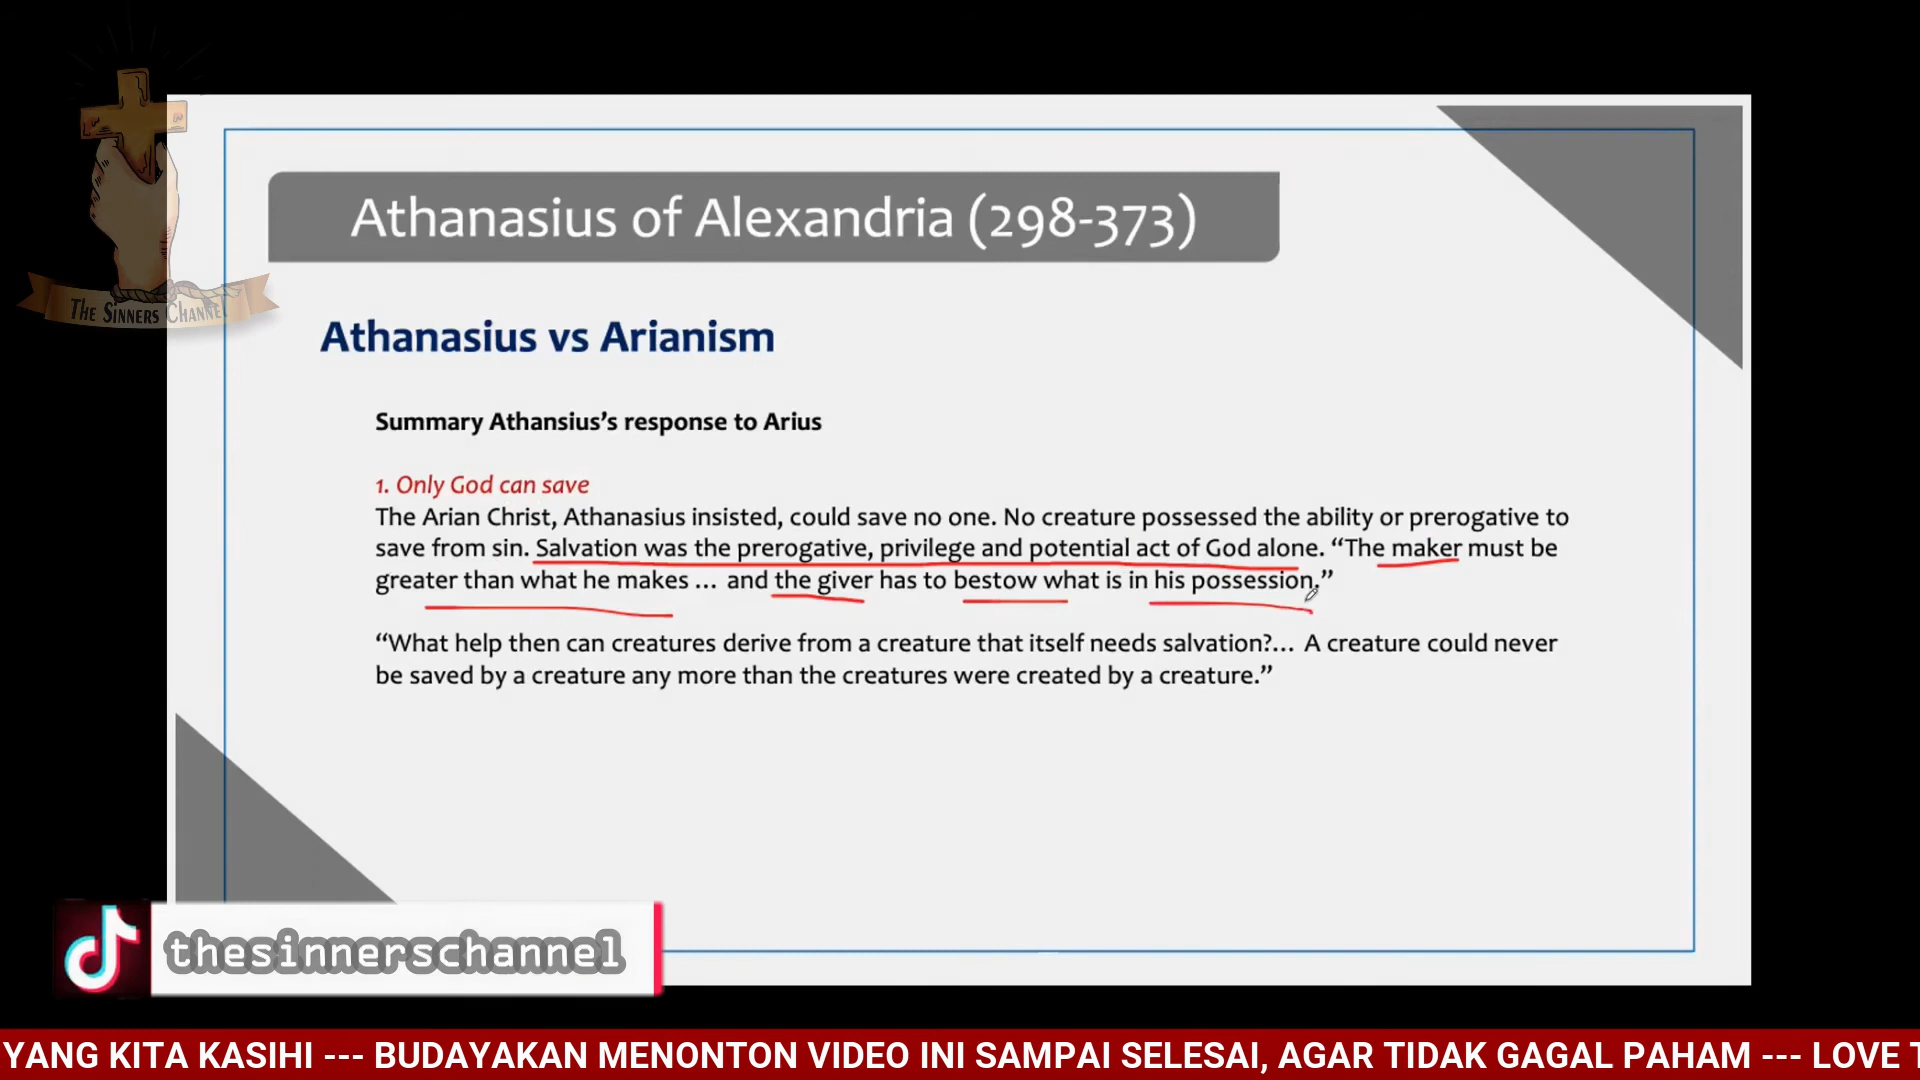 Athanasius of Alexandria (298-373)
THE SINNERS CHANNEL
Athanasius vs Arianism
Summary Athansius’s response to Arius
1. Only God can save
The Arian Christ, Athanasius insisted, could save no one. No creature possessed the ability or prerogative to
save from sin. Salvation was the prerogative, privilege and potential act of God alone. “The maker must be
greater than what he makes … and the giver has to bestow what is in his possession.”
“What help then can creatures derive from a creature that itself needs salvation?… A creature could never
be saved by a creature any more than the creatures were created by a creature.”
thesinnerschannel
YANG KITA KASIHI --- BUDAYAKAN MENONTON VIDEO INI SAMPAI SELESAI, AGAR TIDAK GAGAL PAHAM --- LOVE